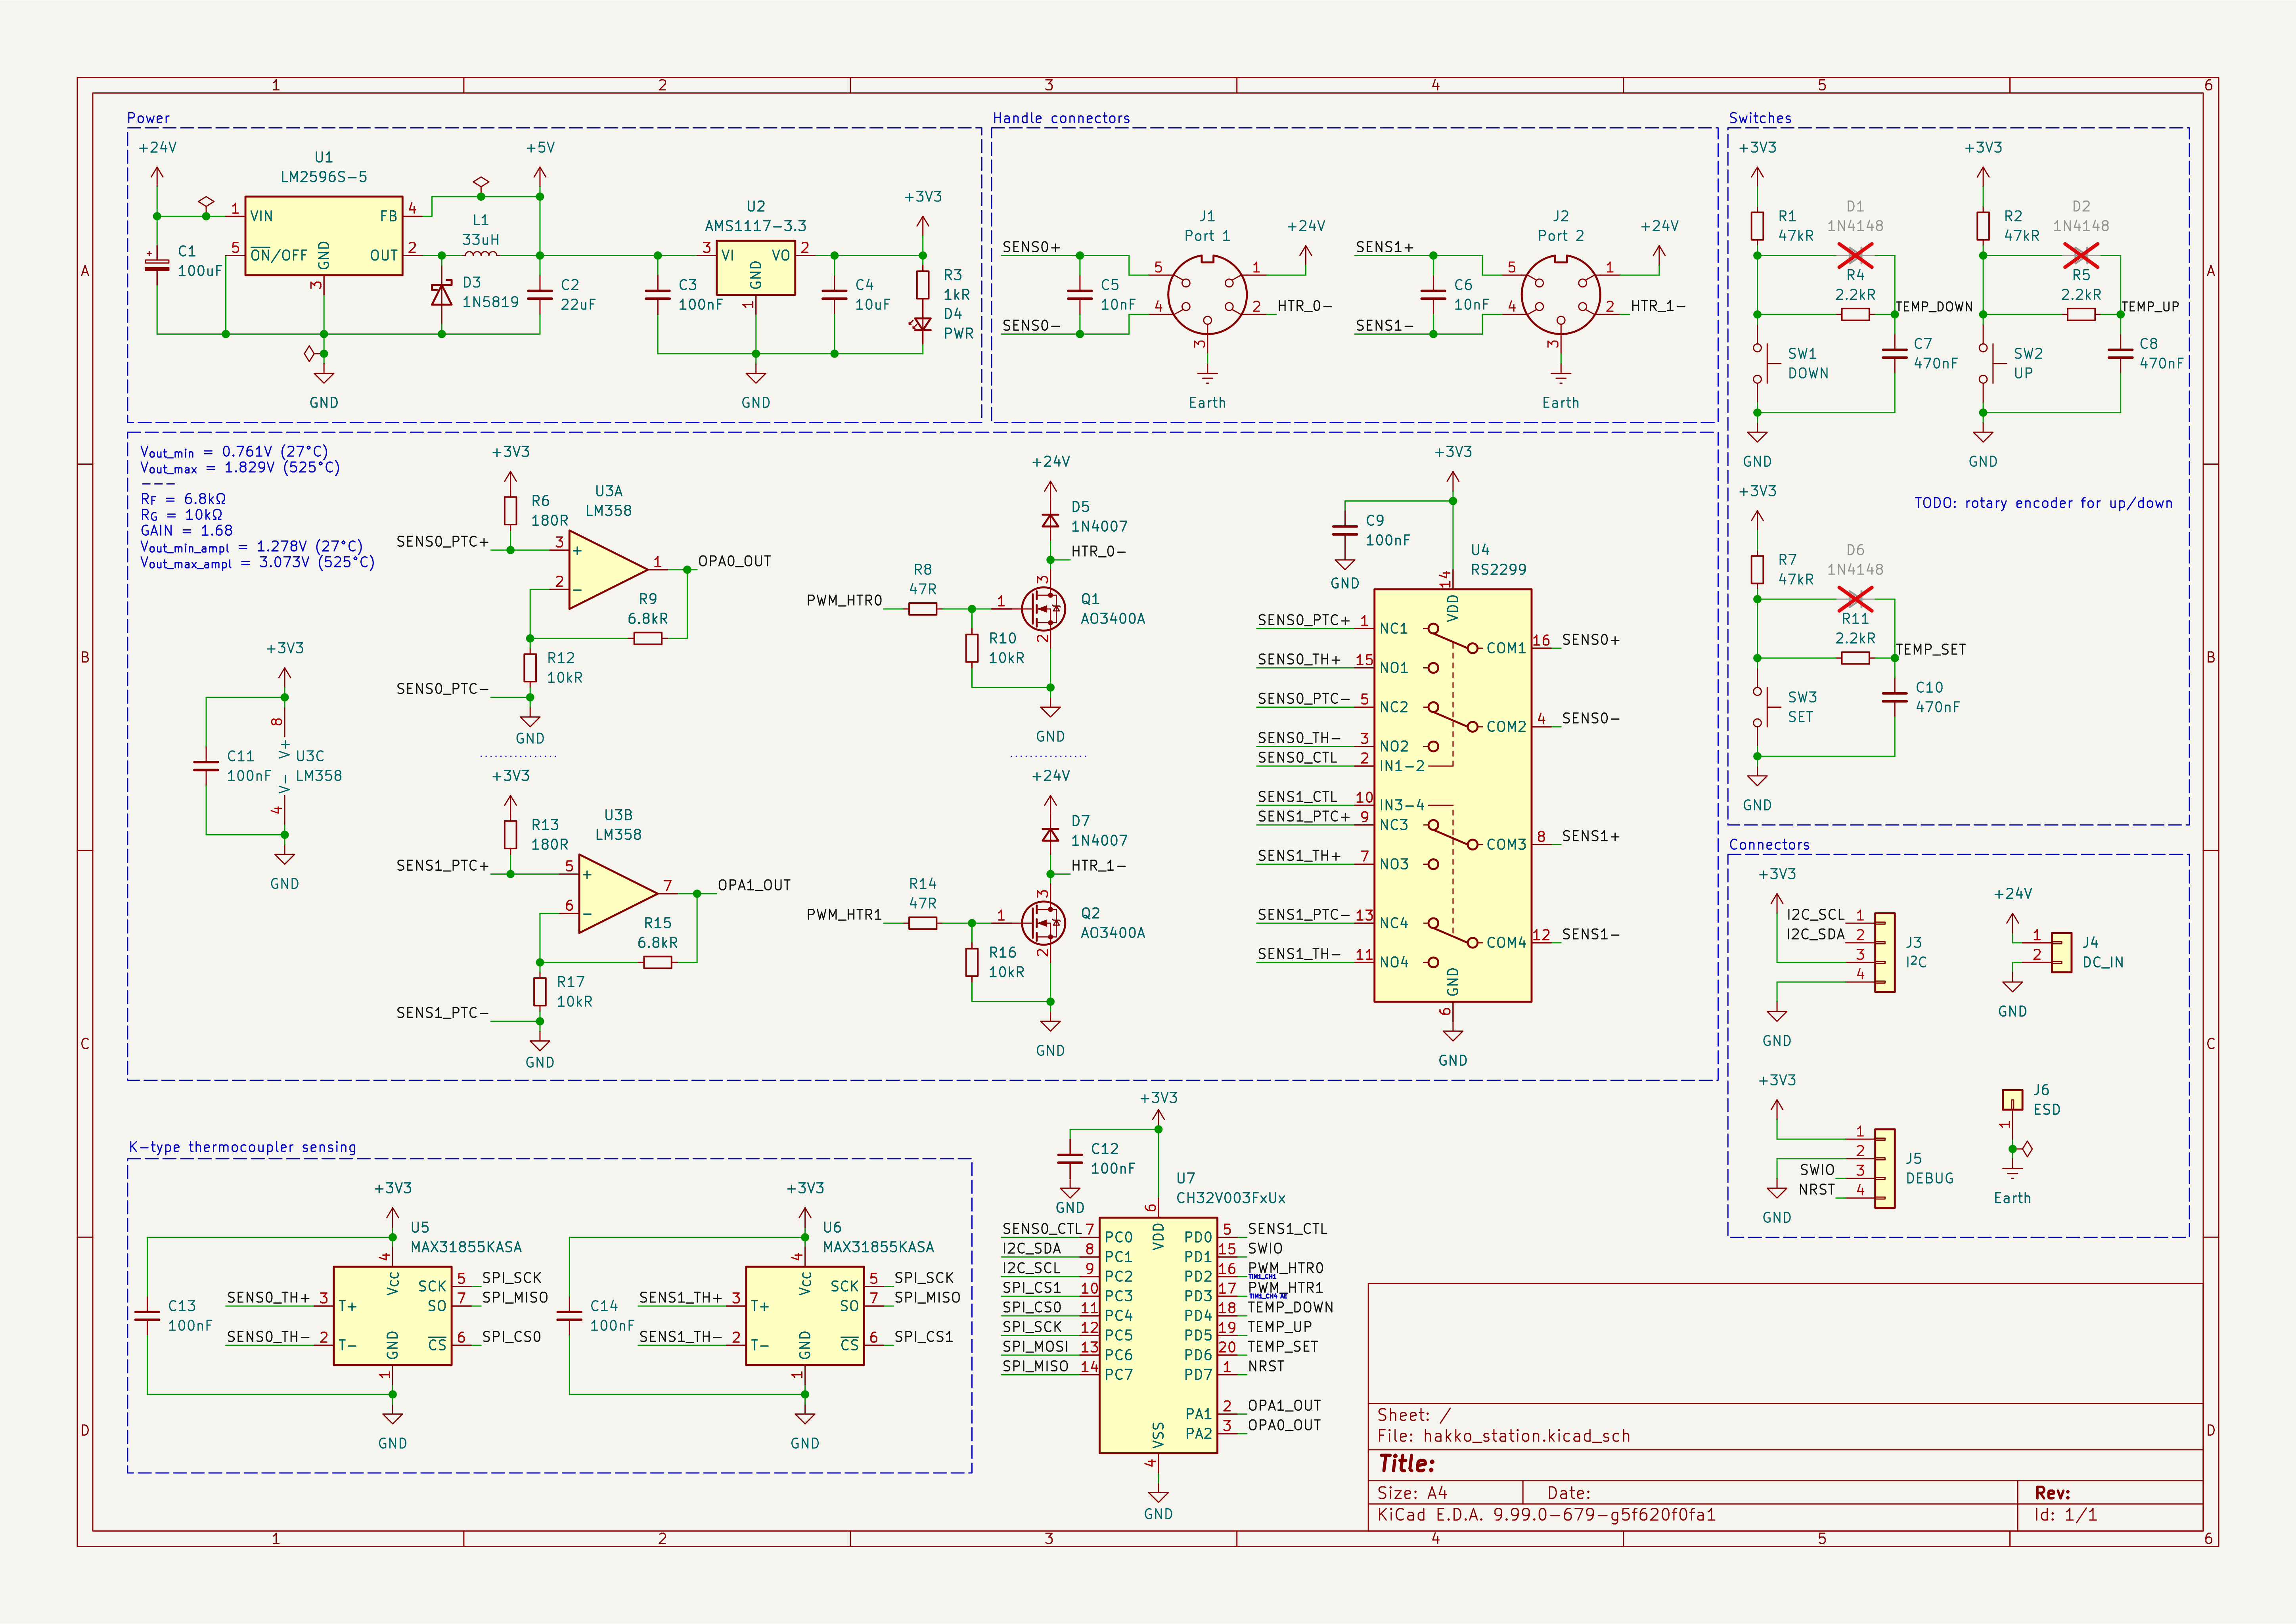 1 2 3 4 5 6
A
B
C
D
Power
+24V
U1
LM2596S-5
1 VIN
5 ON/OFF
GND
3
FB 4
OUT 2
C1
100uF
+5V
L1
33uH
D3
1N5819
C2
22uF
GND
C3
100nF
U2
AMS1117-3.3
3 VI
VO 2
GND
1
C4
10uF
+3V3
R3
1kR
D4
PWR
GND
Handle connectors
SENS0+
SENS0-
C5
10nF
J1
Port 1
5
4
1
2
3
+24V
HTR_0-
Earth
SENS1+
SENS1-
C6
10nF
J2
Port 2
5
4
1
2
3
+24V
HTR_1-
Earth
Switches
+3V3
R1
47kR
D1
1N4148
R4
2.2kR
TEMP_DOWN
SW1
DOWN
C7
470nF
GND
+3V3
R2
47kR
D2
1N4148
R5
2.2kR
TEMP_UP
SW2
UP
C8
470nF
GND
TODO: rotary encoder for up/down
+3V3
R7
47kR
D6
1N4148
R11
2.2kR
TEMP_SET
SW3
SET
C10
470nF
GND
Vout_min = 0.761V (27°C)
Vout_max = 1.829V (525°C)
---
RF = 6.8kΩ
RG = 10kΩ
GAIN = 1.68
Vout_min_ampl = 1.278V (27°C)
Vout_max_ampl = 3.073V (525°C)
+3V3
R6
180R
U3A
LM358
SENS0_PTC+
3 +
2 -
1
OPA0_OUT
R9
6.8kR
R12
10kR
SENS0_PTC-
GND
+3V3
8
V+
C11
100nF
U3C
LM358
V-
4
GND
+3V3
R13
180R
U3B
LM358
SENS1_PTC+
5 +
6 -
7
OPA1_OUT
R15
6.8kR
R17
10kR
SENS1_PTC-
GND
+24V
D5
1N4007
HTR_0-
PWM_HTR0
R8
47R
1
3
2
Q1
AO3400A
R10
10kR
GND
+24V
D7
1N4007
HTR_1-
PWM_HTR1
R14
47R
1
3
2
Q2
AO3400A
R16
10kR
GND
+3V3
C9
100nF
GND
U4
RS2299
14
VDD
SENS0_PTC+ 1 NC1
SENS0_TH+ 15 NO1
SENS0_PTC- 5 NC2
SENS0_TH- 3 NO2
SENS0_CTL 2 IN1-2
SENS1_CTL 10 IN3-4
SENS1_PTC+ 9 NC3
SENS1_TH+ 7 NO3
SENS1_PTC- 13 NC4
SENS1_TH- 11 NO4
COM1 16 SENS0+
COM2 4 SENS0-
COM3 8 SENS1+
COM4 12 SENS1-
GND
6
GND
Connectors
+3V3
I2C_SCL 1
I2C_SDA 2
3
4
J3
I²C
GND
+24V
1
2
J4
DC_IN
GND
+3V3
1
2
SWIO 3
NRST 4
J5
DEBUG
GND
J6
ESD
1
Earth
K-type thermocoupler sensing
+3V3
U5
MAX31855KASA
4
Vcc
C13
100nF
SENS0_TH+ 3 T+
SENS0_TH- 2 T-
SCK 5 SPI_SCK
SO 7 SPI_MISO
CS 6 SPI_CS0
GND
1
GND
+3V3
U6
MAX31855KASA
4
Vcc
C14
100nF
SENS1_TH+ 3 T+
SENS1_TH- 2 T-
SCK 5 SPI_SCK
SO 7 SPI_MISO
CS 6 SPI_CS1
GND
1
GND
+3V3
C12
100nF
GND
U7
CH32V003FxUx
6
VDD
SENS0_CTL 7 PC0
I2C_SDA 8 PC1
I2C_SCL 9 PC2
SPI_CS1 10 PC3
SPI_CS0 11 PC4
SPI_SCK 12 PC5
SPI_MOSI 13 PC6
SPI_MISO 14 PC7
PD0 5 SENS1_CTL
PD1 15 SWIO
PD2 16 PWM_HTR0
TIM1_CH1
PD3 17 PWM_HTR1
TIM1_CH4 AE
PD4 18 TEMP_DOWN
PD5 19 TEMP_UP
PD6 20 TEMP_SET
PD7 1 NRST
PA1 2 OPA1_OUT
PA2 3 OPA0_OUT
VSS
4
GND
Sheet: /
File: hakko_station.kicad_sch
Title:
Size: A4 Date: Rev:
KiCad E.D.A. 9.99.0-679-g5f620f0fa1 Id: 1/1
A
B
C
D
1 2 3 4 5 6